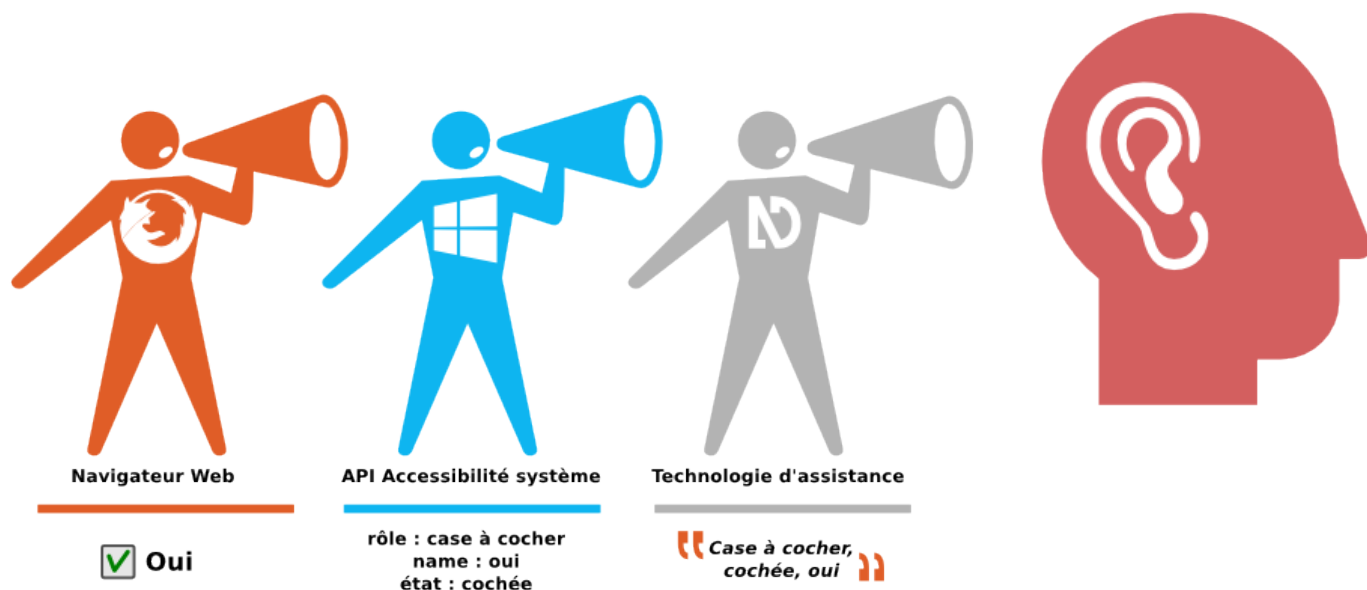 Navigateur Web
API Accessibilité système
Technologie d'assistance
Oui
rôle : case à cocher
name : oui
état : cochée
Case à cocher,
cochée, oui